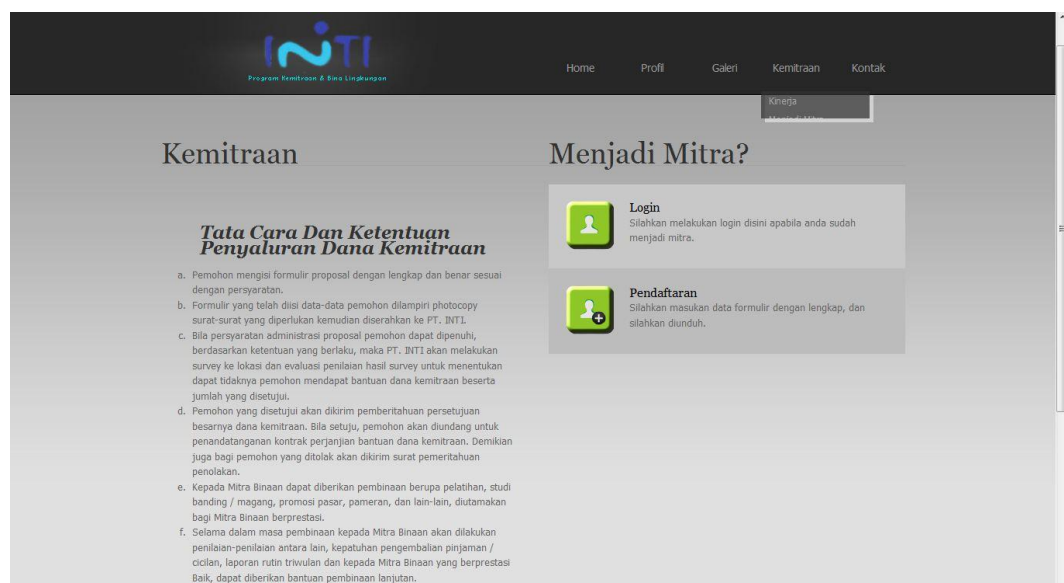 INTI
Program Kemitraan & Bina Lingkungan
Home Profil Galeri Kemitraan Kontak
Kinerja
Menjadi Mitra
Kemitraan
Tata Cara Dan Ketentuan
Penyaluran Dana Kemitraan
a. Pemohon mengisi formulir proposal dengan lengkap dan benar sesuai
dengan persyaratan.
b. Formulir yang telah diisi data-data pemohon dilampiri photocopy
surat-surat yang diperlukan kemudian diserahkan ke PT. INTI.
c. Bila persyaratan administrasi proposal pemohon dapat dipenuhi,
berdasarkan ketentuan yang berlaku, maka PT. INTI akan melakukan
survey ke lokasi dan evaluasi penilaian hasil survey untuk menentukan
dapat tidaknya pemohon mendapat bantuan dana kemitraan beserta
jumlah yang disetujui.
d. Pemohon yang disetujui akan dikirim pemberitahuan persetujuan
besarnya dana kemitraan. Bila setuju, pemohon akan diundang untuk
penandatanganan kontrak perjanjian bantuan dana kemitraan. Demikian
juga bagi pemohon yang ditolak akan dikirim surat pemeritahuan
penolakan.
e. Kepada Mitra Binaan dapat diberikan pembinaan berupa pelatihan, studi
banding / magang, promosi pasar, pameran, dan lain-lain, diutamakan
bagi Mitra Binaan berprestasi.
f. Selama dalam masa pembinaan kepada Mitra Binaan akan dilakukan
penilaian-penilaian antara lain, kepatuhan pengembalian pinjaman /
cicilan, laporan rutin triwulan dan kepada Mitra Binaan yang berprestasi
Baik, dapat diberikan bantuan pembinaan lanjutan.
Menjadi Mitra?
Login
Silahkan melakukan login disini apabila anda sudah
menjadi mitra.
Pendaftaran
Silahkan masukan data formulir dengan lengkap, dan
silahkan diunduh.